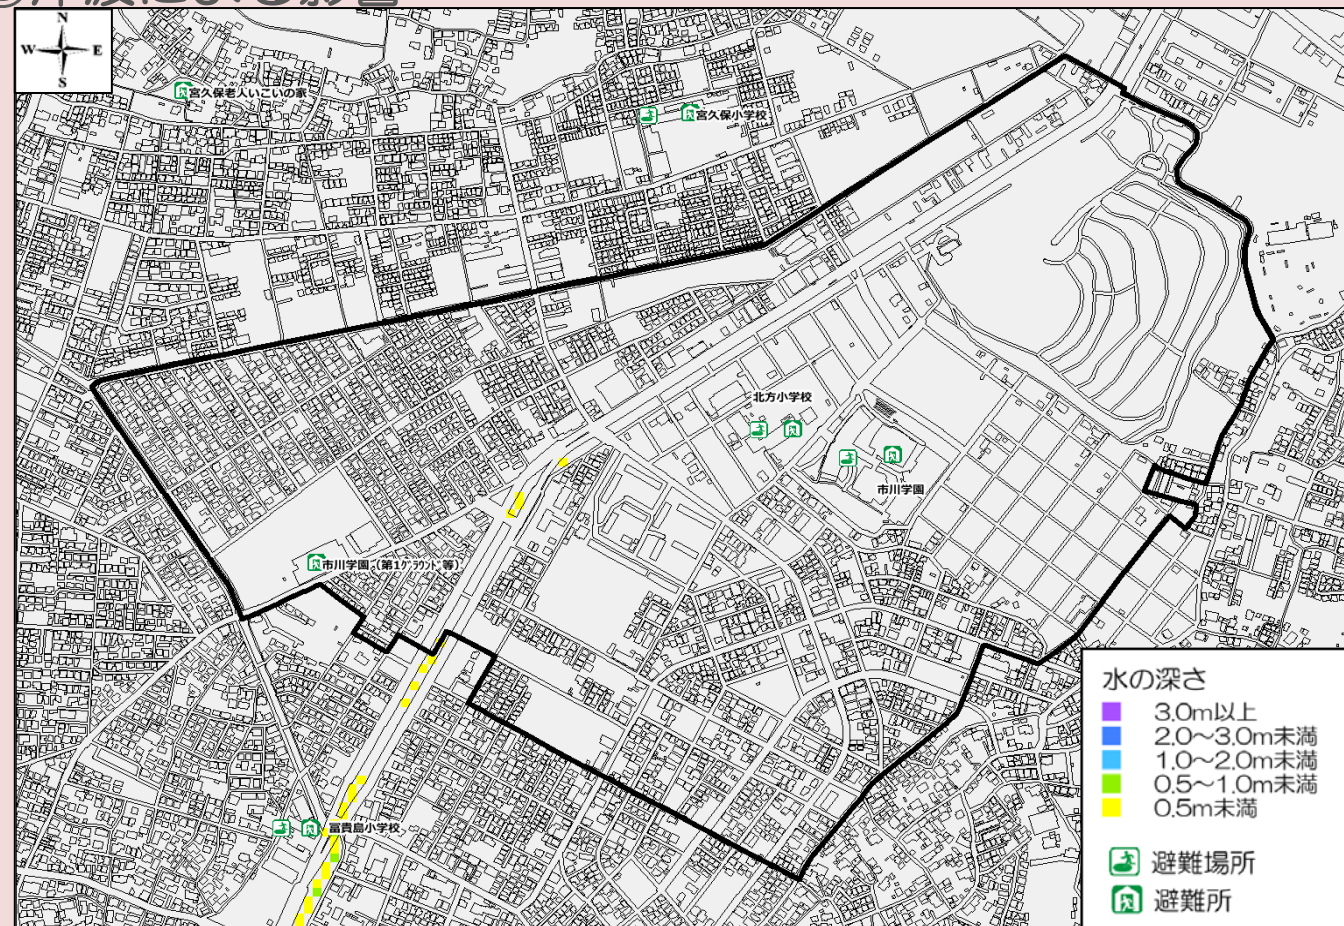 N
W E
S
宮久保老人いこいの家
宮久保小学校
北方小学校
市川学園
市川学園(第1グラウンド等)
冨貴島小学校
水の深さ
3.0m以上
2.0～3.0m未満
1.0～2.0m未満
0.5～1.0m未満
0.5m未満
避難場所
避難所